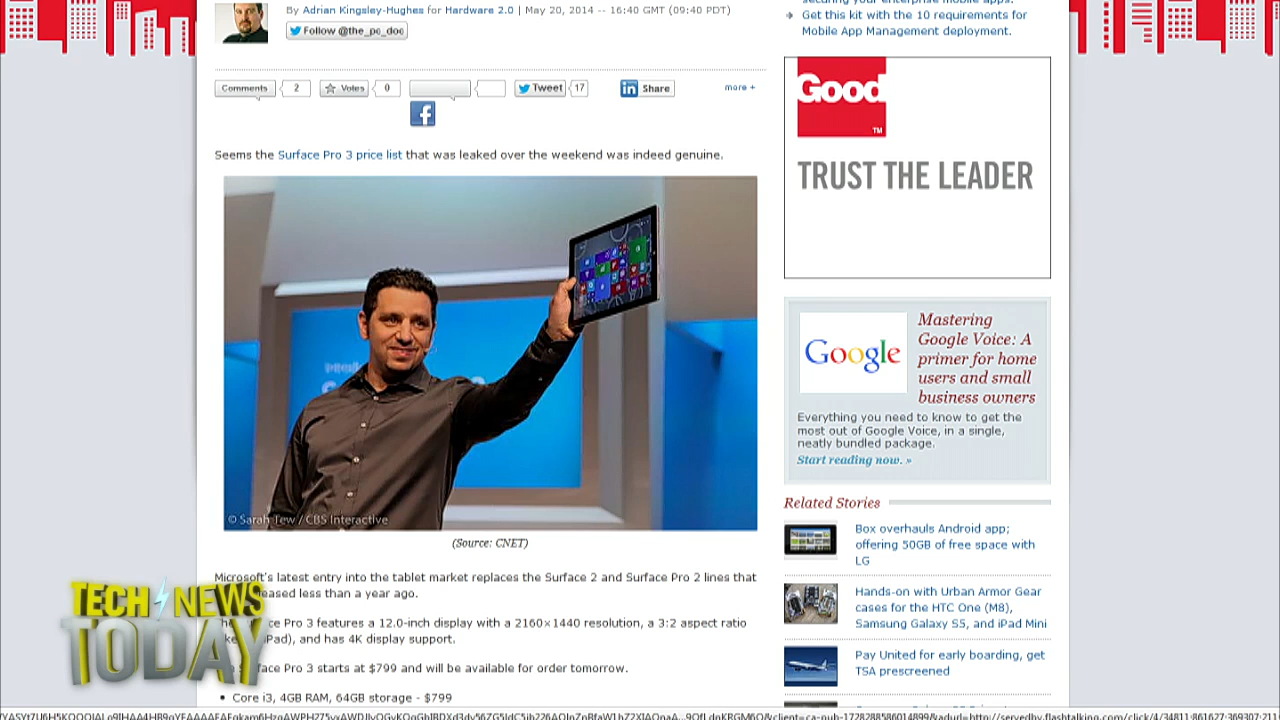 securing your enterprise mobile apps.
By Adrian Kingsley-Hughes for Hardware 2.0 | May 20, 2014 -- 16:40 GMT (09:40 PDT)
Follow @the_pc_doc
Get this kit with the 10 requirements for
Mobile App Management deployment.
Comments 2 Votes 0 Tweet 17 Share more +
Seems the Surface Pro 3 price list that was leaked over the weekend was indeed genuine.
Good
TM
TRUST THE LEADER
© Sarah Tew / CBS Interactive
(Source: CNET)
Google
Mastering
Google Voice: A
primer for home
users and small
business owners
Everything you need to know to get the
most out of Google Voice, in a single,
neatly bundled package.
Start reading now. »
Related Stories
Box overhauls Android app;
offering 50GB of free space with
LG
Hands-on with Urban Armor Gear
cases for the HTC One (M8),
Samsung Galaxy S5, and iPad Mini
Pay United for early boarding, get
TSA prescreened
Microsoft's latest entry into the tablet market replaces the Surface 2 and Surface Pro 2 lines that
less than a year ago.
Pro 3 features a 12.0-inch display with a 2160×1440 resolution, a 3:2 aspect ratio
and has 4K display support.
3 starts at $799 and will be available for order tomorrow.
Core i3, 4GB RAM, 64GB storage - $799
TECH NEWS
2DAY